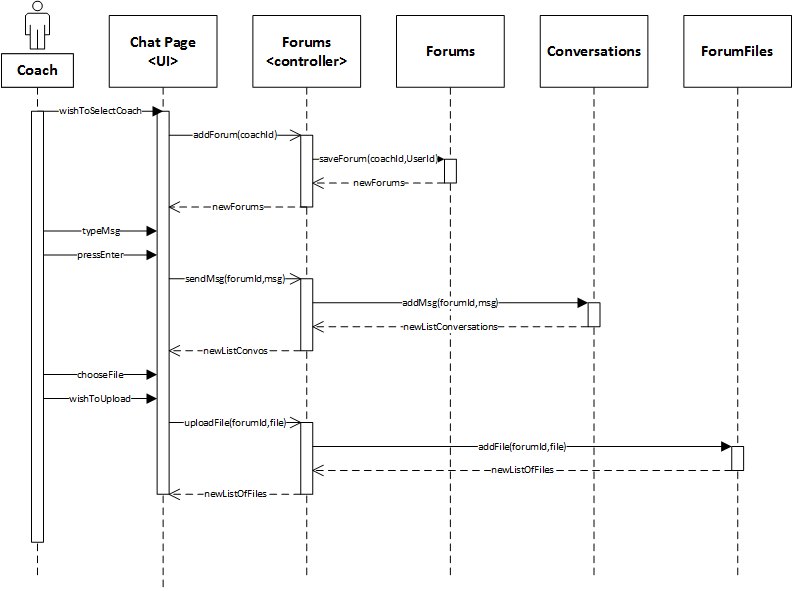 Coach
Chat Page
<UI>
Forums
<controller>
Forums
Conversations
ForumFiles
wishToSelectCoach
addForum(coachId)
saveForum(coachId,UserId)
newForums
newForums
typeMsg
pressEnter
sendMsg(forumId,msg)
addMsg(forumId,msg)
newListConversations
newListConvos
chooseFile
wishToUpload
uploadFile(forumId,file)
addFile(forumId,file)
newListOfFiles
newListOfFiles